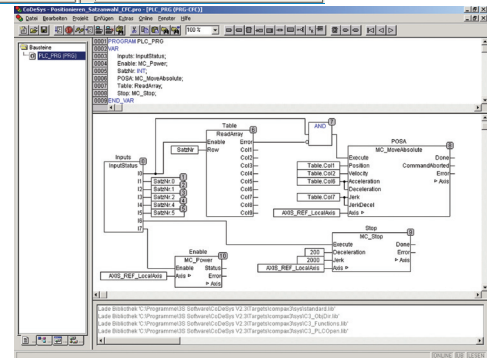 CoDeSys - Positionieren_Satzanwahl_CFC.pro - [PLC_PRG (PRG-CFC)]
Datei Bearbeiten Projekt Einfügen Extras Online Fenster Hilfe
100 %
Bausteine
PLC_PRG (PRG)
0001 PROGRAM PLC_PRG
0002 VAR
0003 Inputs: InputStatus;
0004 Enable: MC_Power;
0005 SatzNr: INT;
0006 POSA: MC_MoveAbsolute;
0007 Table: ReadArray;
0008 Stop: MC_Stop;
0009 END_VAR
Table
ReadArray
Enable Error
Row Col1
Col2
Col3
Col4
Col5
Col6
Col7
Col8
Col9
SatzNr
AND
POSA
MC_MoveAbsolute
Execute Done
Position CommandAborted
Velocity Error
Acceleration Axis
Deceleration
Jerk
JerkDecel
Axis
Table.Col1
Table.Col2
Table.Col6
Table.Col7
AXIS_REF_LocalAxis
Inputs
InputStatus
I0
I1
I2
I3
I4
I5
I6
I7
SatzNr.0
SatzNr.1
SatzNr.2
SatzNr.4
SatzNr.5
Stop
MC_Stop
Execute Done
Deceleration Error
Jerk Axis
Axis
200
2000
AXIS_REF_LocalAxis
Enable
MC_Power
Enable Status
Axis Error
Axis
AXIS_REF_LocalAxis
Lade Bibliothek 'C:\Programme\3S Software\CoDeSys V2.3\Targets\compax3\sys\standard.lib'
Lade Bibliothek 'C:\Programme\3S Software\CoDeSys V2.3\Targets\compax3\sys\C3_ObjDir.lib'
Lade Bibliothek 'C:\Programme\3S Software\CoDeSys V2.3\Targets\compax3\sys\C3_Functions.lib'
Lade Bibliothek 'C:\Programme\3S Software\CoDeSys V2.3\Targets\compax3\sys\C3_PLCOpen.lib'
ONLINE ÜB LESEN